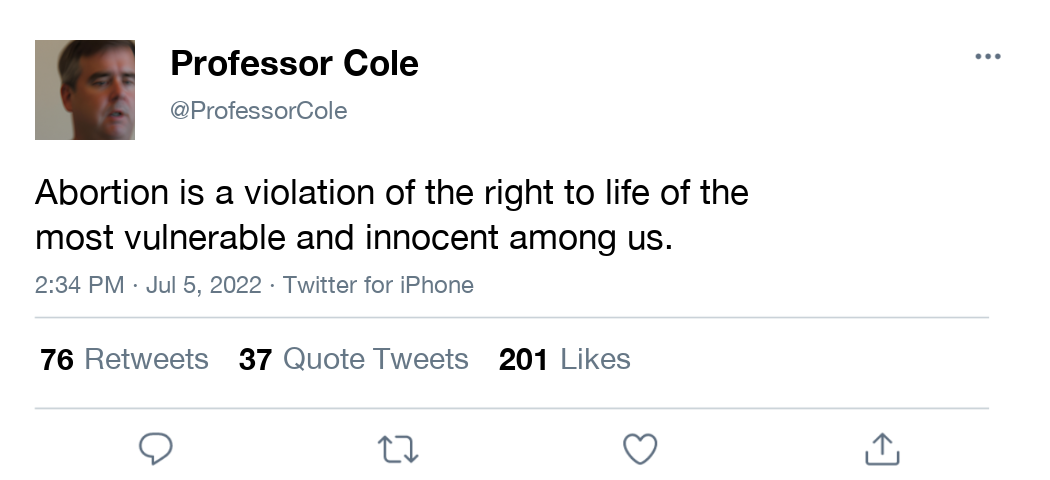 Professor Cole
@ProfessorCole
Abortion is a violation of the right to life of the
most vulnerable and innocent among us.
2:34 PM · Jul 5, 2022 · Twitter for iPhone
76 Retweets 37 Quote Tweets 201 Likes